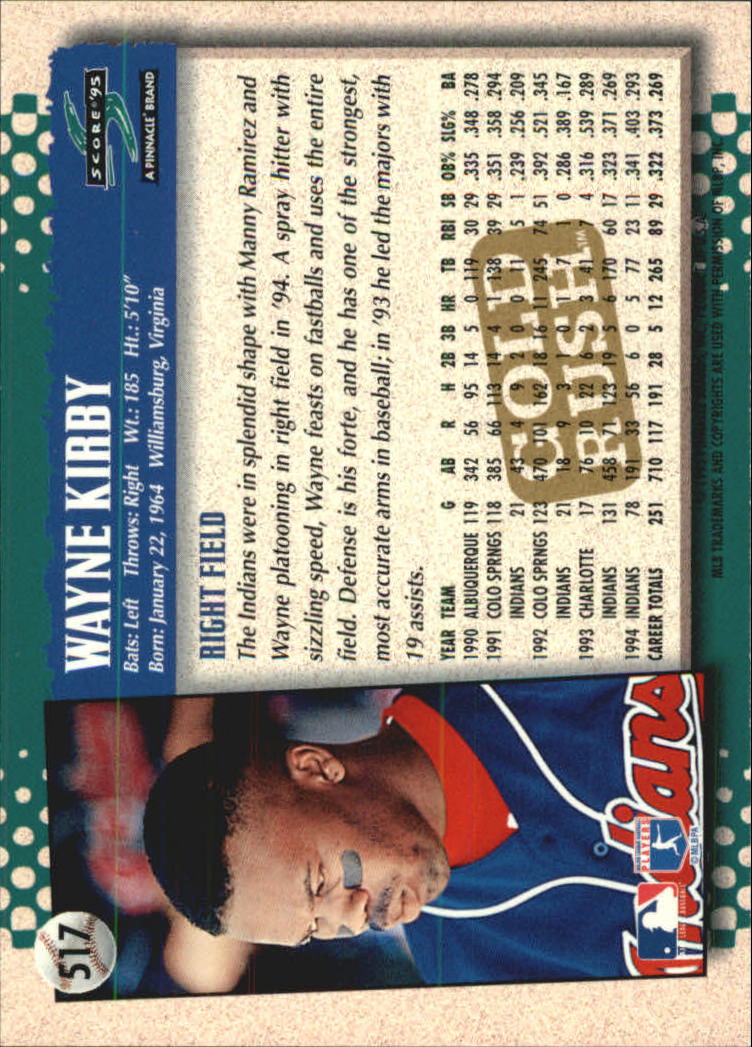 WAYNE KIRBY
Bats: Left Throws: Right Wt.: 185 Ht.: 5'10"
Born: January 22, 1964 Williamsburg, Virginia
SCORE®'95
A PINNACLE® BRAND
RIGHT FIELD
The Indians were in splendid shape with Manny Ramirez and
Wayne platooning in right field in '94. A spray hitter with
sizzling speed, Wayne feasts on fastballs and uses the entire
field. Defense is his forte, and he has one of the strongest,
most accurate arms in baseball; in '93 he led the majors with
19 assists.
YEAR TEAM G AB R H 2B 3B HR TB RBI SB OB% SLG% BA
1990 ALBUQUERQUE 119 342 56 95 14 5 0 119 30 29 .335 .348 .278
1991 COLO SPRNGS 118 385 66 113 14 4 1 138 39 29 .351 .358 .294
INDIANS 21 43 4 9 2 0 0 11 5 1 .239 .256 .209
1992 COLO SPRNGS 123 470 101 162 18 16 11 245 74 51 .392 .521 .345
INDIANS 21 18 9 3 1 0 1 7 1 0 .286 .389 .167
1993 CHARLOTTE 17 76 10 22 6 2 3 41 7 4 .316 .539 .289
INDIANS 131 458 71 123 19 5 6 170 60 17 .323 .371 .269
1994 INDIANS 78 191 33 56 6 0 5 77 23 11 .341 .403 .293
CAREER TOTALS 251 710 117 191 28 5 12 265 89 29 .322 .373 .269
GOLD
RUSH™
MLB TRADEMARKS AND COPYRIGHTS ARE USED WITH PERMISSION OF MLBP, INC.
517
Indians
PLAYERS
©MLBPA